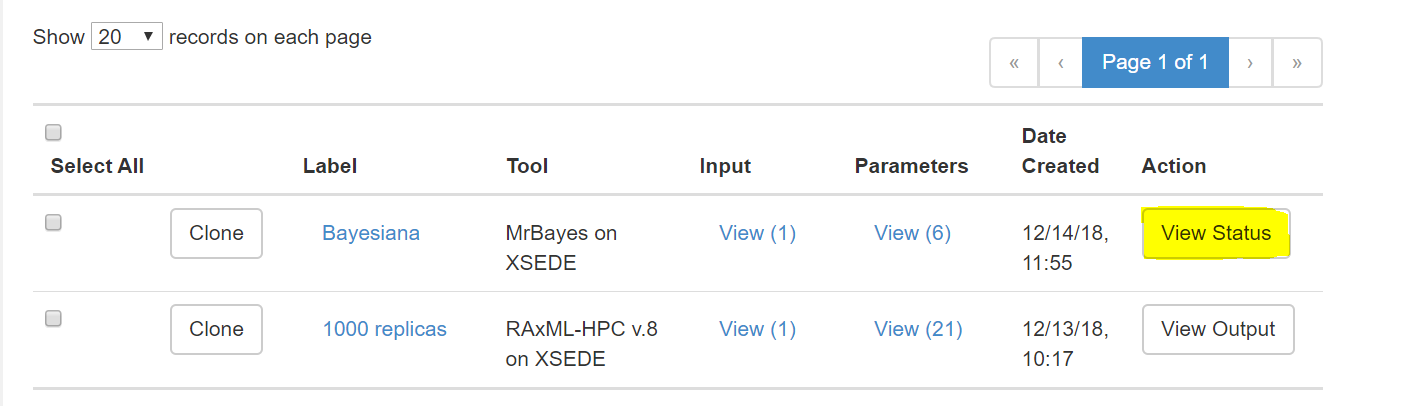 Show 20 records on each page
« ‹ Page 1 of 1 › »
Select All Label Tool Input Parameters Date Created Action
Clone Bayesiana MrBayes on XSEDE View (1) View (6) 12/14/18, 11:55 View Status
Clone 1000 replicas RAxML-HPC v.8 on XSEDE View (1) View (21) 12/13/18, 10:17 View Output